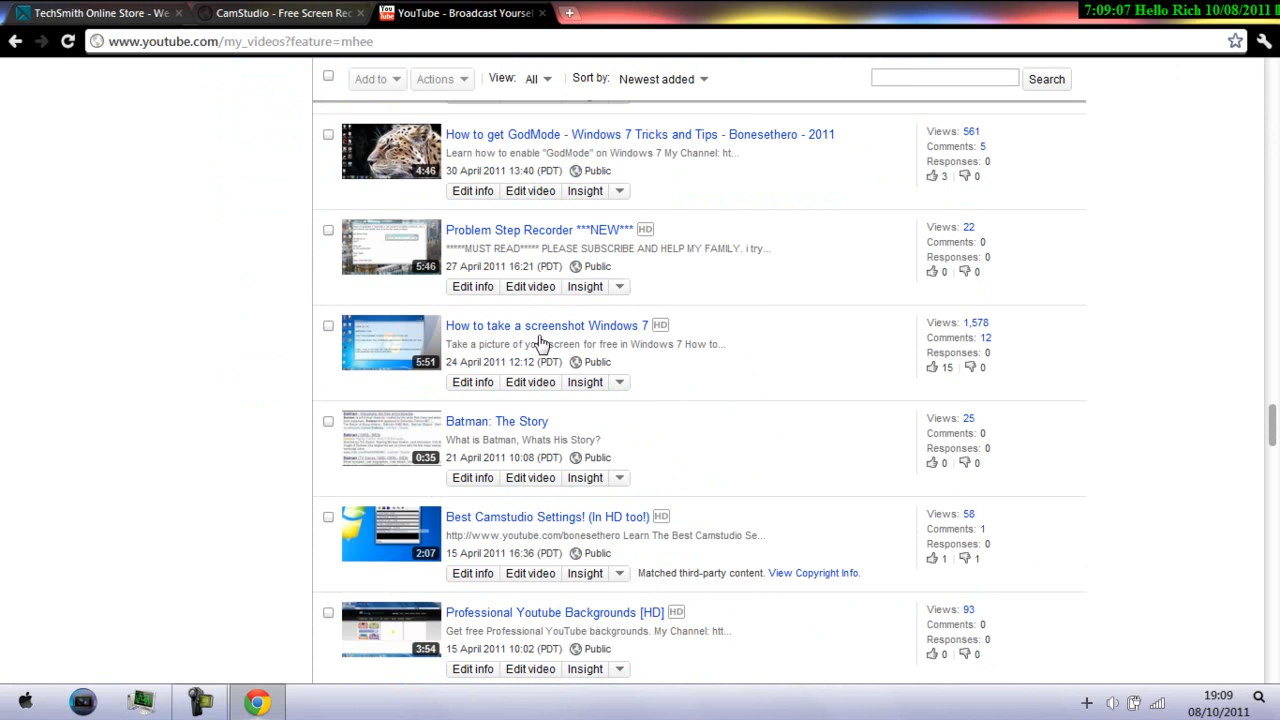 TechSmith Online Store - We
CamStudio - Free Screen Rec
YouTube - Broadcast Yoursel
7:09:07 Hello Rich 10/08/2011
www.youtube.com/my_videos?feature=mhee
Add to Actions View: All Sort by: Newest added Search
Insight
How to get GodMode - Windows 7 Tricks and Tips - Bonesethero - 2011
Learn how to enable "GodMode" on Windows 7 My Channel: ht...
30 April 2011 13:40 (PDT) Public
4:46
Edit info Edit video Insight
Views: 561
Comments: 5
Responses: 0
3 0
Problem Step Recorder ***NEW*** HD
*****MUST READ!**** PLEASE SUBSCRIBE AND HELP MY FAMILY. i try...
27 April 2011 16:21 (PDT) Public
5:46
Edit info Edit video Insight
Views: 22
Comments: 0
Responses: 0
0 0
How to take a screenshot Windows 7 HD
Take a picture of your screen for free in Windows 7 How to...
24 April 2011 12:12 (PDT) Public
5:51
Edit info Edit video Insight
Views: 1,578
Comments: 12
Responses: 0
15 0
Batman: The Story
Who is Batman, What's His Story?
21 April 2011 10:03 (PDT) Public
0:35
Edit info Edit video Insight
Views: 25
Comments: 0
Responses: 0
0 0
Best Camstudio Settings! (In HD too!) HD
http://www.youtube.com/bonesethero Learn The Best Camstudio Se...
15 April 2011 16:36 (PDT) Public
2:07
Edit info Edit video Insight Matched third-party content. View Copyright Info.
Views: 58
Comments: 1
Responses: 0
1 1
Professional Youtube Backgrounds [HD] HD
Get free Professional YouTube backgrounds. My Channel: htt...
15 April 2011 10:02 (PDT) Public
3:54
Edit info Edit video Insight
Views: 93
Comments: 0
Responses: 0
0 0
19:09
08/10/2011